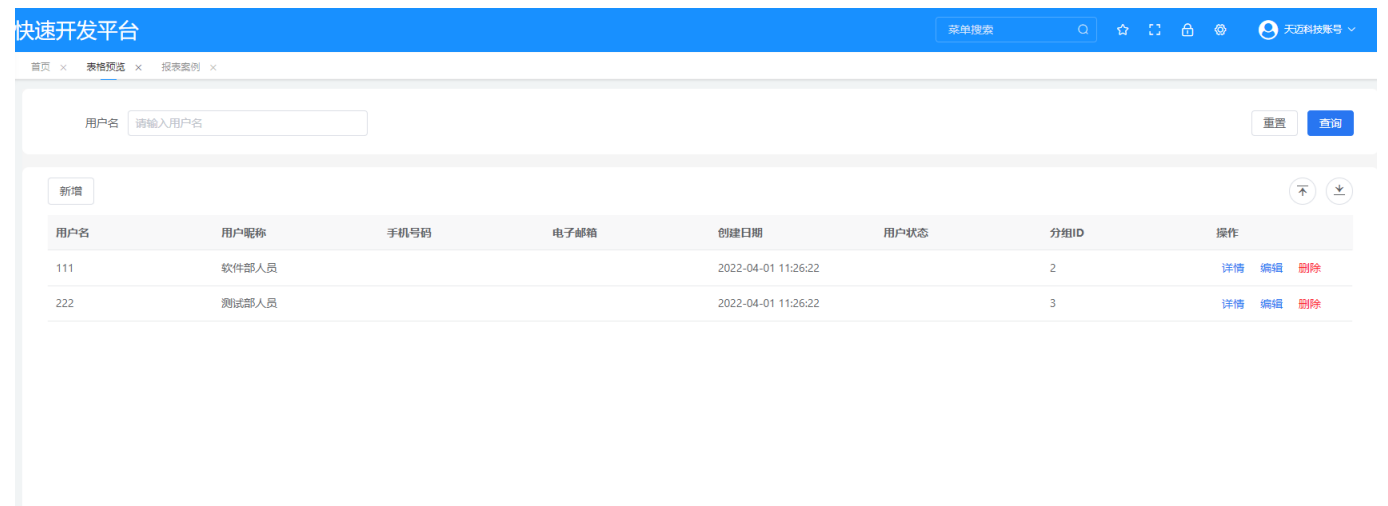 快速开发平台 菜单搜索 天迈科技账号
首页 表格预览 报表案例
用户名 请输入用户名 重置 查询
新增
用户名 用户昵称 手机号码 电子邮箱 创建日期 用户状态 分组ID 操作
111 软件部人员 2022-04-01 11:26:22 2 详情 编辑 删除
222 测试部人员 2022-04-01 11:26:22 3 详情 编辑 删除